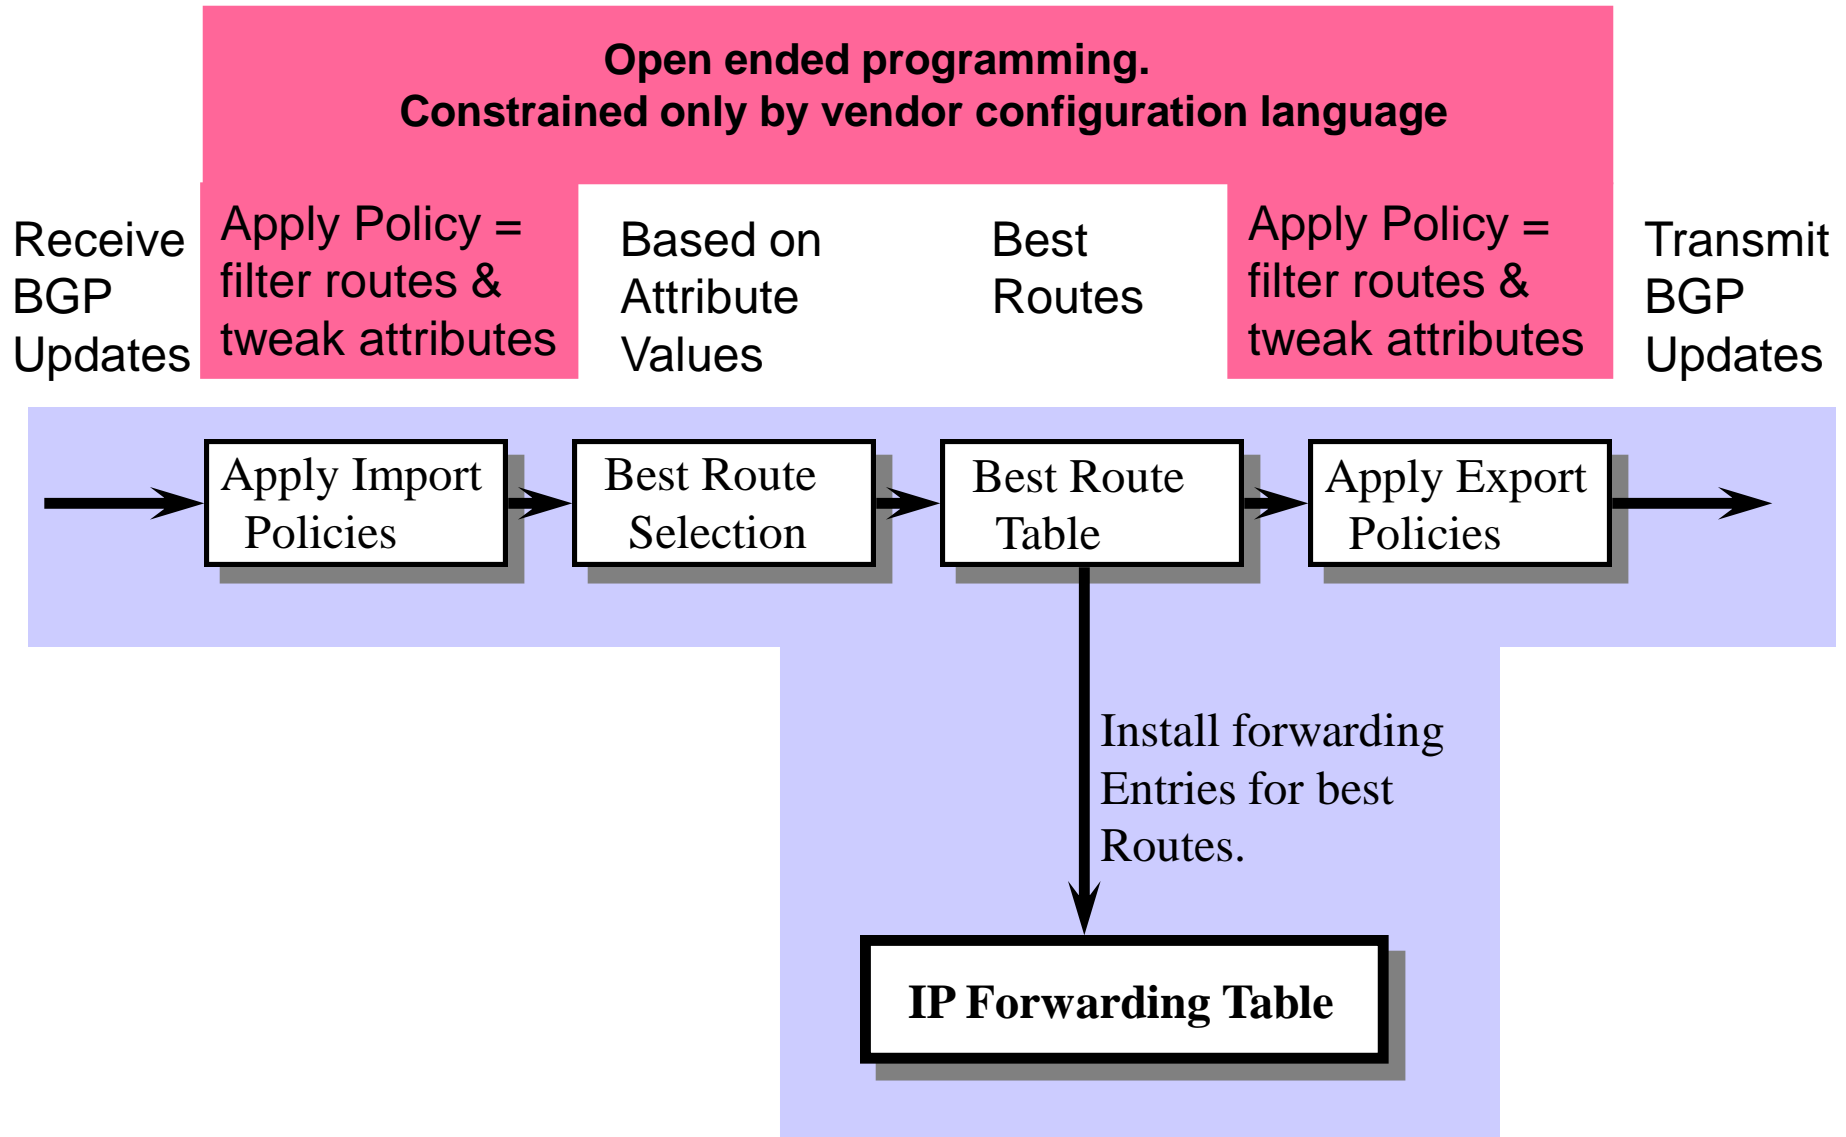 Open ended programming.
Constrained only by vendor configuration language
Receive
BGP
Updates
Apply Policy =
filter routes &
tweak attributes
Based on
Attribute
Values
Best
Routes
Apply Policy =
filter routes &
tweak attributes
Transmit
BGP
Updates
Apply Import
Policies
Best Route
Selection
Best Route
Table
Apply Export
Policies
Install forwarding
Entries for best
Routes.
IP Forwarding Table